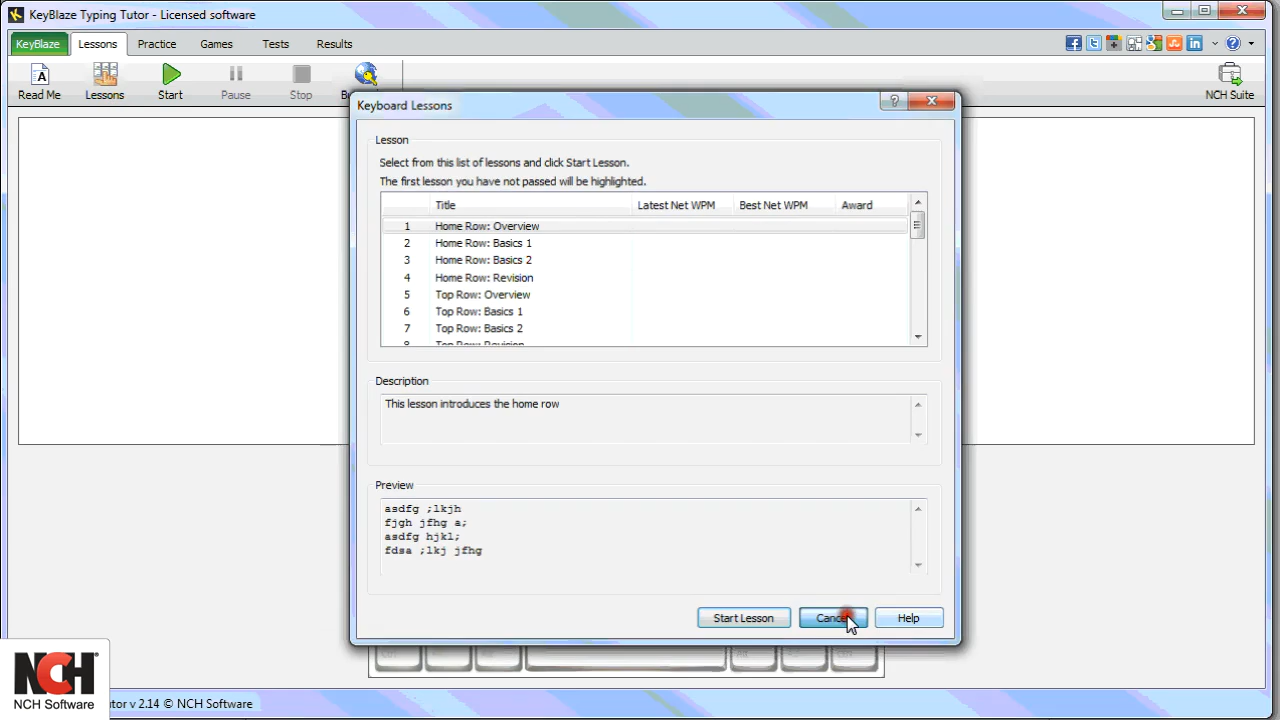 KeyBlaze Typing Tutor - Licensed software
KeyBlaze Lessons Practice Games Tests Results
Read Me Lessons Start Pause Stop NCH Suite
Keyboard Lessons
Lesson
Select from this list of lessons and click Start Lesson.
The first lesson you have not passed will be highlighted.
Title Latest Net WPM Best Net WPM Award
1 Home Row: Overview
2 Home Row: Basics 1
3 Home Row: Basics 2
4 Home Row: Revision
5 Top Row: Overview
6 Top Row: Basics 1
7 Top Row: Basics 2
8 Top Row: Revision
Description
This lesson introduces the home row
Preview
asdfg ;lkjh
fjgh jfhg a;
asdfg hjkl;
fdsa ;lkj jfhg
Start Lesson Cancel Help
NCH
NCH Software
utor v 2.14 © NCH Software